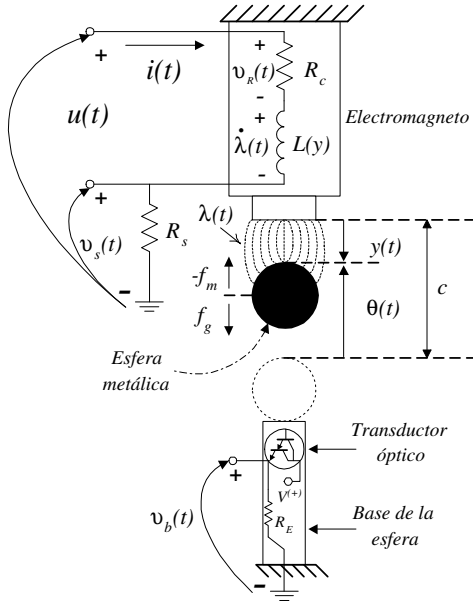 +
i(t)
+
υR(t)
Rc
-
+
λ̇(t)
L(y)
-
Electromagneto
u(t)
+
υs(t)
Rs
-
λ(t)
y(t)
-fm
fg
θ(t)
c
Esfera
metálica
Transductor
óptico
+
V(+)
υb(t)
RE
Base de la
esfera
-